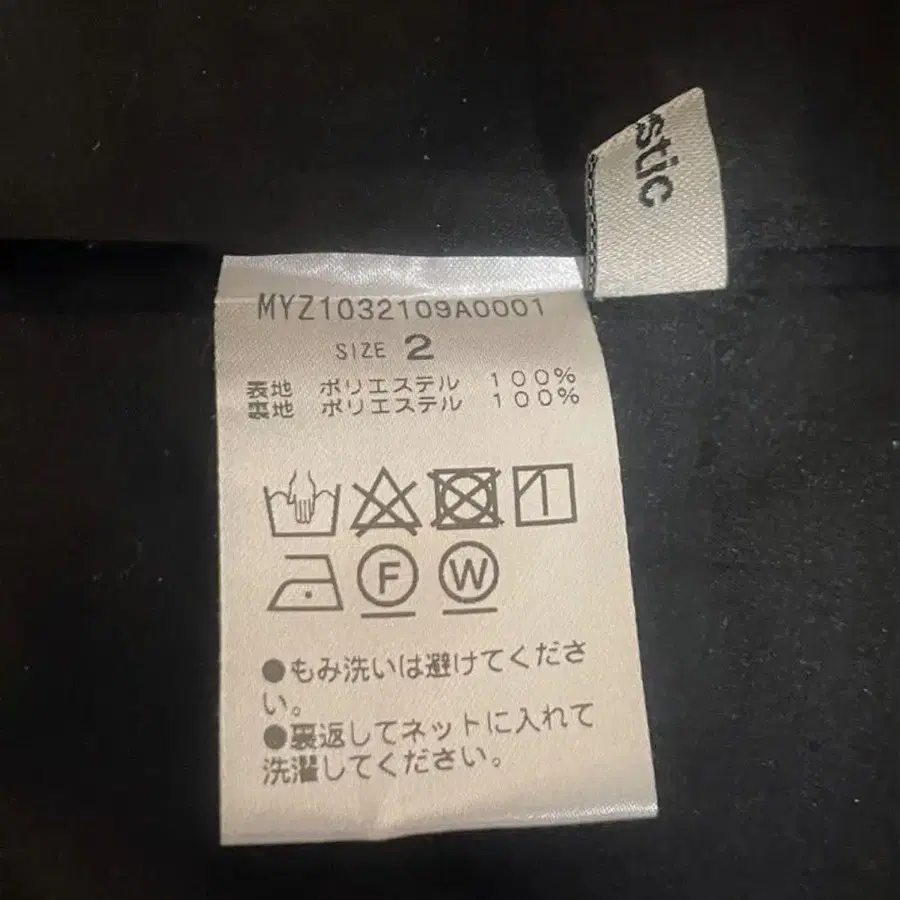 stic
MYZ1032109A0001
SIZE 2
表地 ポリエステル 100%
裏地 ポリエステル 100%
F W
●もみ洗いは避けてくださ
い。
●裏返してネットに入れて
洗濯してください。